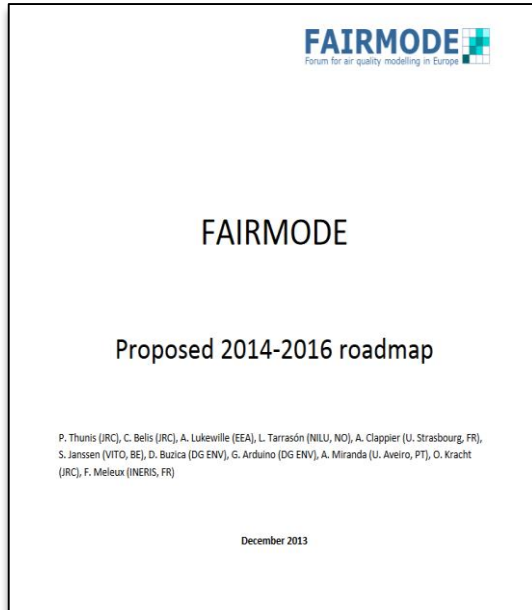 FAIRMODE
Forum for air quality modelling in Europe
FAIRMODE
Proposed 2014-2016 roadmap
P. Thunis (JRC), C. Belis (JRC), A. Lukewille (EEA), L. Tarrasón (NILU, NO), A. Clappier (U. Strasbourg, FR),
S. Janssen (VITO, BE), D. Buzica (DG ENV), G. Arduino (DG ENV), A. Miranda (U. Aveiro, PT), O. Kracht
(JRC), F. Meleux (INERIS, FR)
December 2013